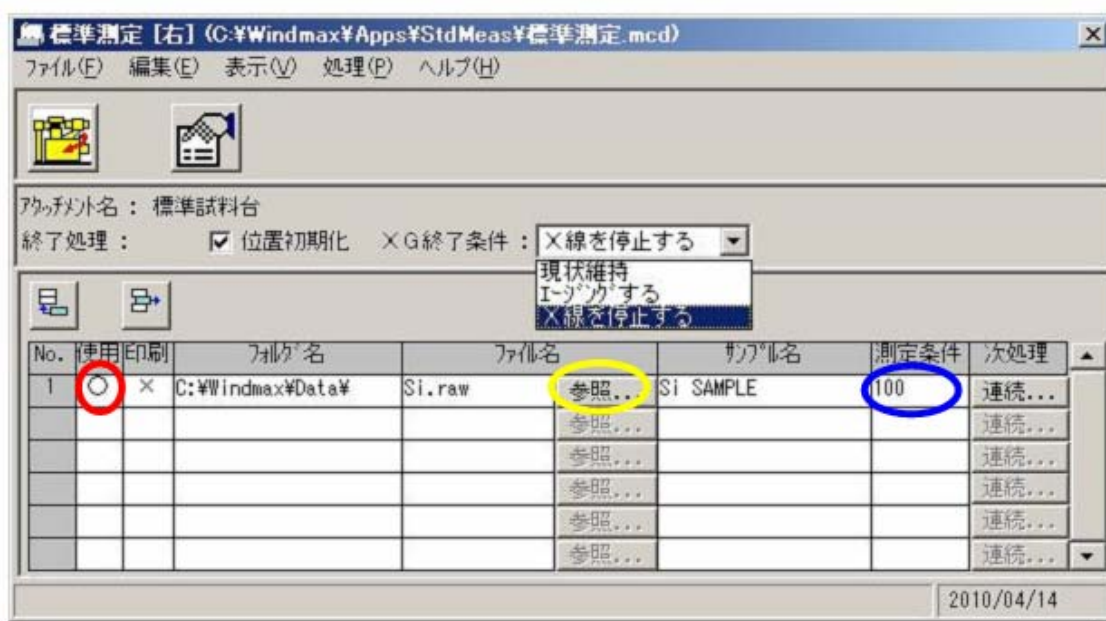 標準測定 [右] (C:¥Windmax¥Apps¥StdMeas¥標準測定.mcd)
ファイル(F) 編集(E) 表示(V) 処理(P) ヘルプ(H)
アタッチメント名 : 標準試料台
終了処理 : 位置初期化 XG終了条件 : X線を停止する
現状維持
エージングする
X線を停止する
No. 使用 印刷 フォルダ名 ファイル名 サンプル名 測定条件 次処理
1 ○ × C:¥Windmax¥Data¥ Si.raw 参照... Si SAMPLE 100 連続...
参照... 連続...
参照... 連続...
参照... 連続...
参照... 連続...
参照... 連続...
2010/04/14